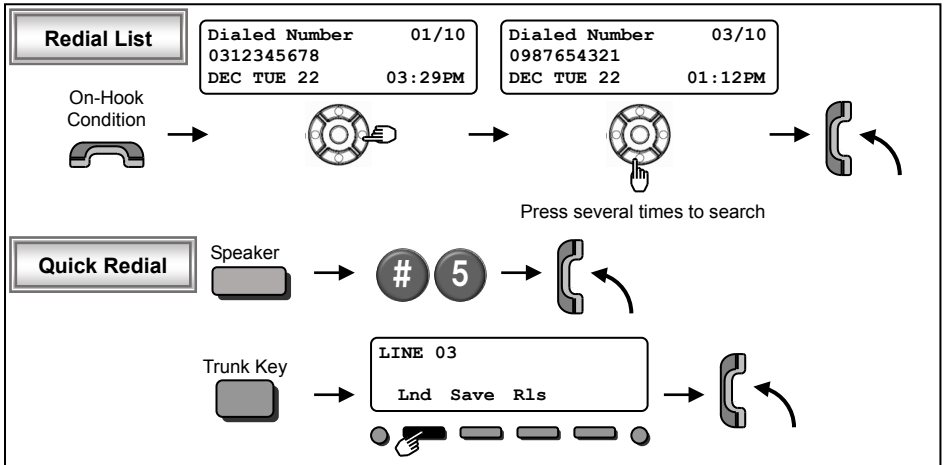 Redial List
Dialed Number 01/10
0312345678
DEC TUE 22 03:29PM
Dialed Number 03/10
0987654321
DEC TUE 22 01:12PM
On-Hook
Condition
Press several times to search
Quick Redial
Speaker
# 5
Trunk Key
LINE 03
Lnd Save Rls